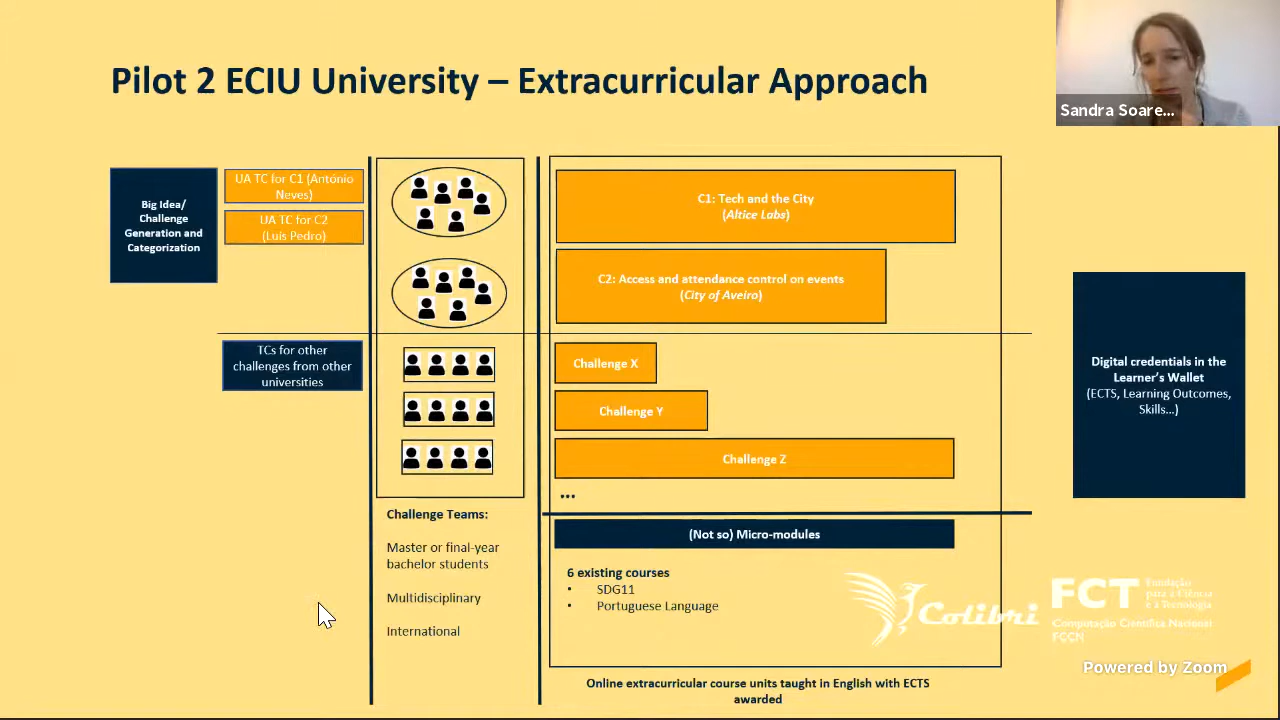 Pilot 2 ECIU University – Extracurricular Approach
Sandra Soare...
Big Idea/
Challenge
Generation and
Categorization
UA TC for C1 (António
Neves)
UA TC for C2
(Luís Pedro)
C1: Tech and the City
(Altice Labs)
C2: Access and attendance control on events
(City of Aveiro)
TCs for other
challenges from other
universities
Challenge X
Challenge Y
Challenge Z
...
Digital credentials in the
Learner's Wallet
(ECTS, Learning Outcomes,
Skills...)
Challenge Teams:
Master or final-year
bachelor students
Multidisciplinary
International
(Not so) Micro-modules
6 existing courses
• SDG11
• Portuguese Language
Online extracurricular course units taught in English with ECTS
awarded
Colibri
FCT
Fundação
para a Ciência
e a Tecnologia
Computação Científica Nacional
FCCN
Powered by Zoom